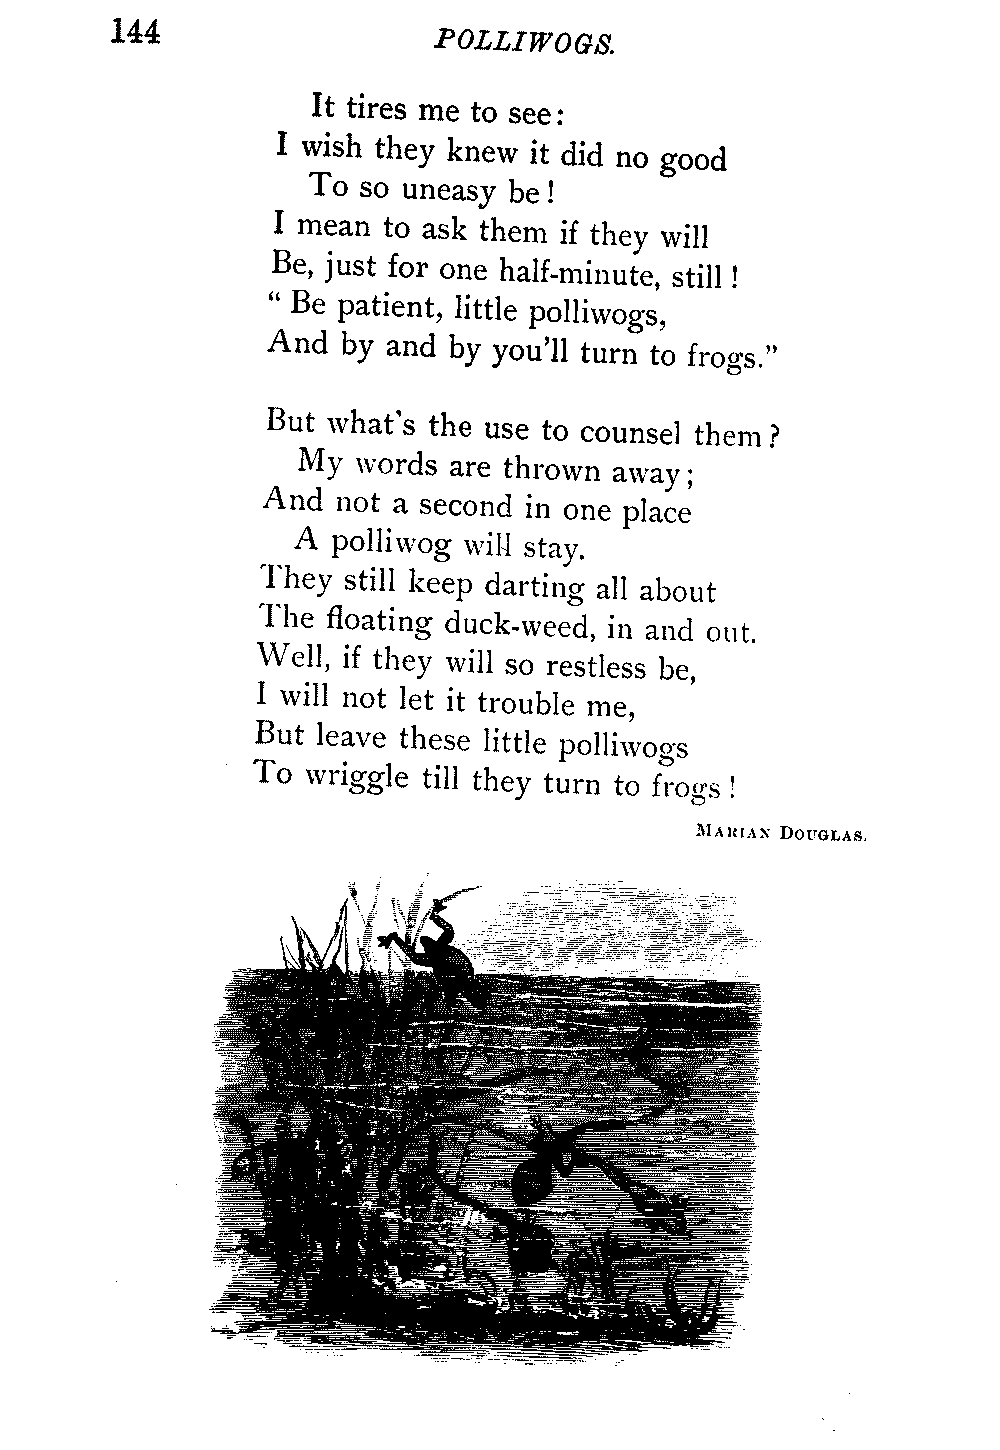 144
POLLIWOGS.
It tires me to see:
I wish they knew it did no good
To so uneasy be!
I mean to ask them if they will
Be, just for one half-minute, still!
“ Be patient, little polliwogs,
And by and by you’ll turn to frogs.”
But what’s the use to counsel them?
My words are thrown away;
And not a second in one place
A polliwog will stay.
They still keep darting all about
The floating duck-weed, in and out.
Well, if they will so restless be,
I will not let it trouble me,
But leave these little polliwogs
To wriggle till they turn to frogs!
MARIAN DOUGLAS.